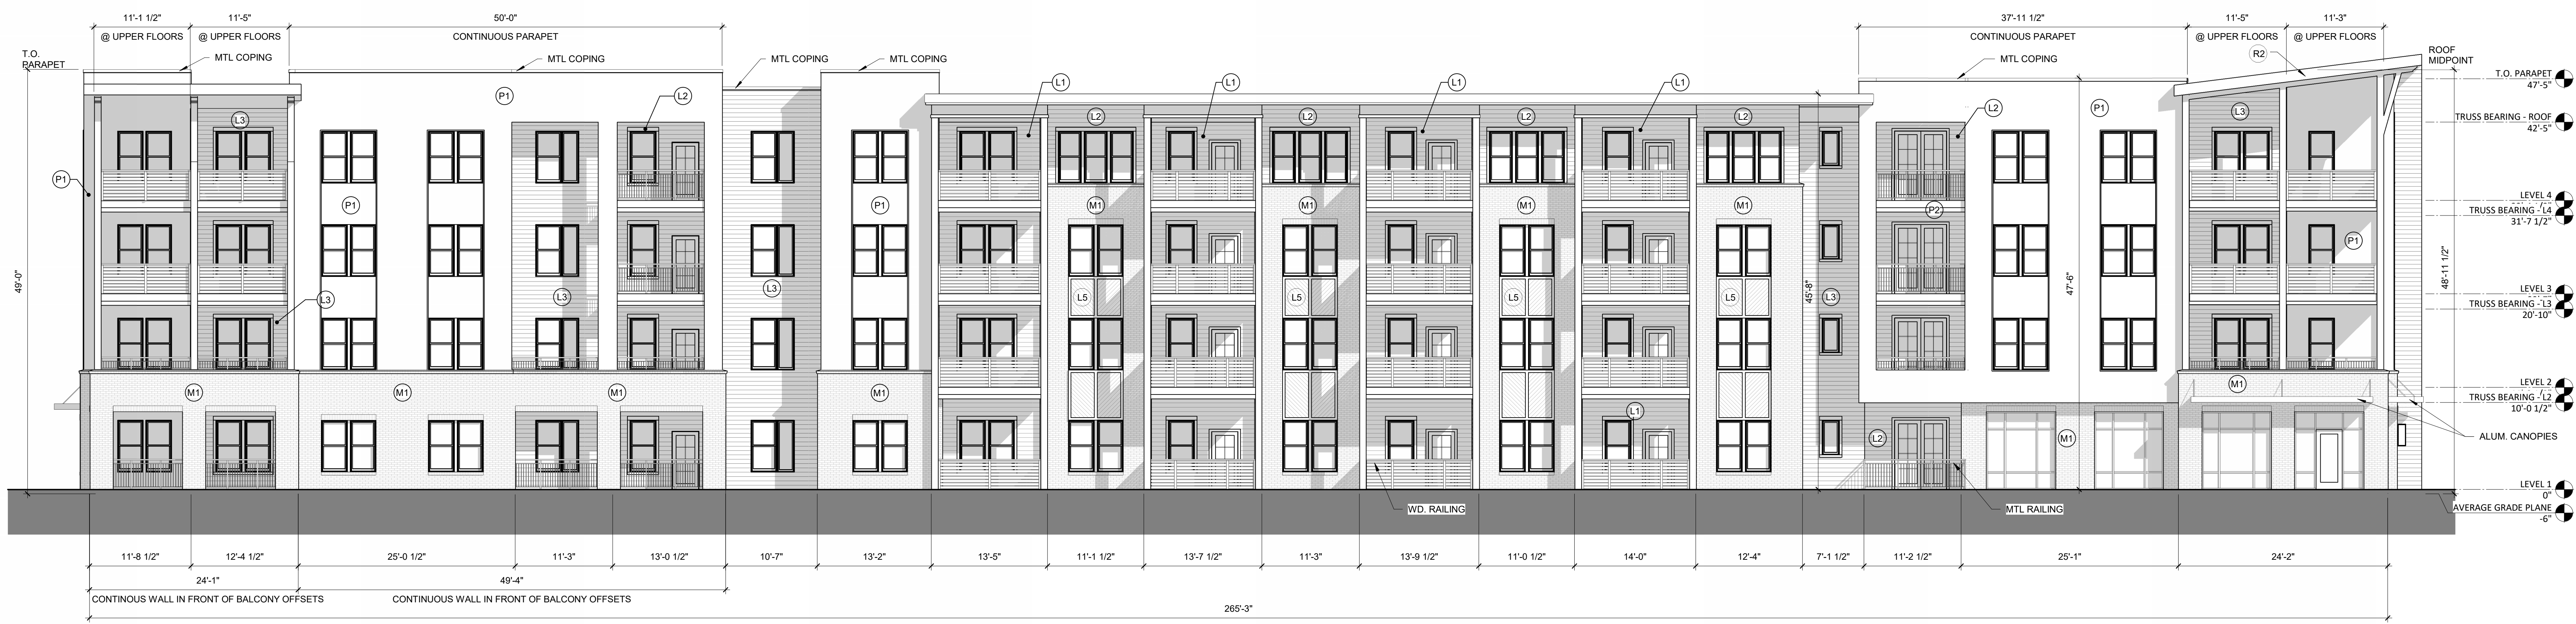 11'-1 1/2"
11'-5"
50'-0"
37'-11 1/2"
11'-5"
11'-3"
@ UPPER FLOORS
@ UPPER FLOORS
CONTINUOUS PARAPET
CONTINUOUS PARAPET
@ UPPER FLOORS
@ UPPER FLOORS
T.O.
PARAPET
MTL COPING
MTL COPING
MTL COPING
MTL COPING
MTL COPING
R2
ROOF
MIDPOINT
T.O. PARAPET
47'-5"
L1
L1
L1
L1
P1
L2
L2
P1
L3
L2
L2
L2
L2
L3
TRUSS BEARING - ROOF
42'-5"
P1
P1
P1
M1
M1
M1
M1
P2
P1
LEVEL 4
TRUSS BEARING - L4
31'-7 1/2"
49'-0"
L3
L3
L3
L5
L5
L5
L5
45'-8"
L3
47'-6"
48'-11 1/2"
LEVEL 3
TRUSS BEARING - L3
20'-10"
M1
M1
M1
M1
L1
L2
M1
M1
LEVEL 2
TRUSS BEARING - L2
10'-0 1/2"
ALUM. CANOPIES
LEVEL 1
0"
AVERAGE GRADE PLANE
-6"
WD. RAILING
MTL RAILING
11'-8 1/2"
12'-4 1/2"
25'-0 1/2"
11'-3"
13'-0 1/2"
10'-7"
13'-2"
13'-5"
11'-1 1/2"
13'-7 1/2"
11'-3"
13'-9 1/2"
11'-0 1/2"
14'-0"
12'-4"
7'-1 1/2"
11'-2 1/2"
25'-1"
24'-2"
24'-1"
49'-4"
CONTINOUS WALL IN FRONT OF BALCONY OFFSETS
CONTINUOUS WALL IN FRONT OF BALCONY OFFSETS
265'-3"